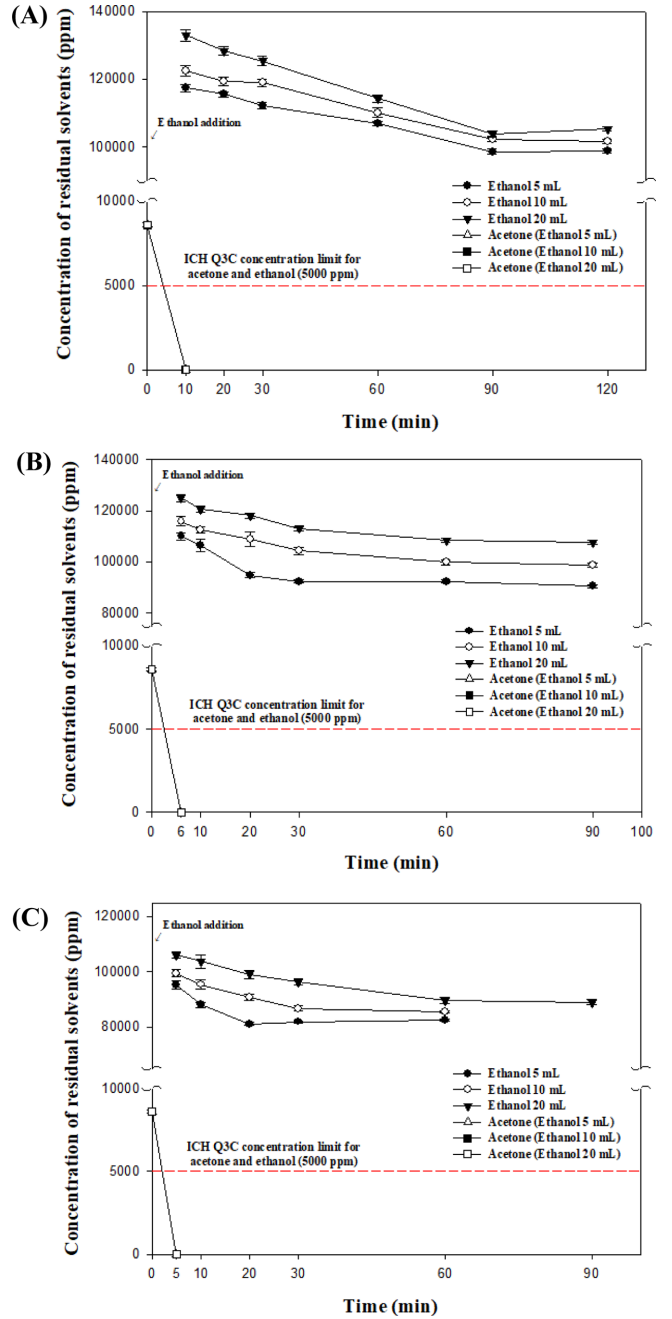 (A)
Concentration of residual solvents (ppm)
140000
120000
100000
10000
5000
0
Ethanol addition
Ethanol 5 mL
Ethanol 10 mL
Ethanol 20 mL
Acetone (Ethanol 5 mL)
Acetone (Ethanol 10 mL)
Acetone (Ethanol 20 mL)
ICH Q3C concentration limit for
acetone and ethanol (5000 ppm)
0 10 20 30 60 90 120
Time (min)
(B)
Concentration of residual solvents (ppm)
140000
120000
100000
80000
10000
5000
0
Ethanol addition
Ethanol 5 mL
Ethanol 10 mL
Ethanol 20 mL
Acetone (Ethanol 5 mL)
Acetone (Ethanol 10 mL)
Acetone (Ethanol 20 mL)
ICH Q3C concentration limit for
acetone and ethanol (5000 ppm)
0 6 10 20 30 60 90 100
Time (min)
(C)
Concentration of residual solvents (ppm)
120000
100000
80000
10000
5000
0
Ethanol addition
Ethanol 5 mL
Ethanol 10 mL
Ethanol 20 mL
Acetone (Ethanol 5 mL)
Acetone (Ethanol 10 mL)
Acetone (Ethanol 20 mL)
ICH Q3C concentration limit for
acetone and ethanol (5000 ppm)
0 5 10 20 30 60 90
Time (min)